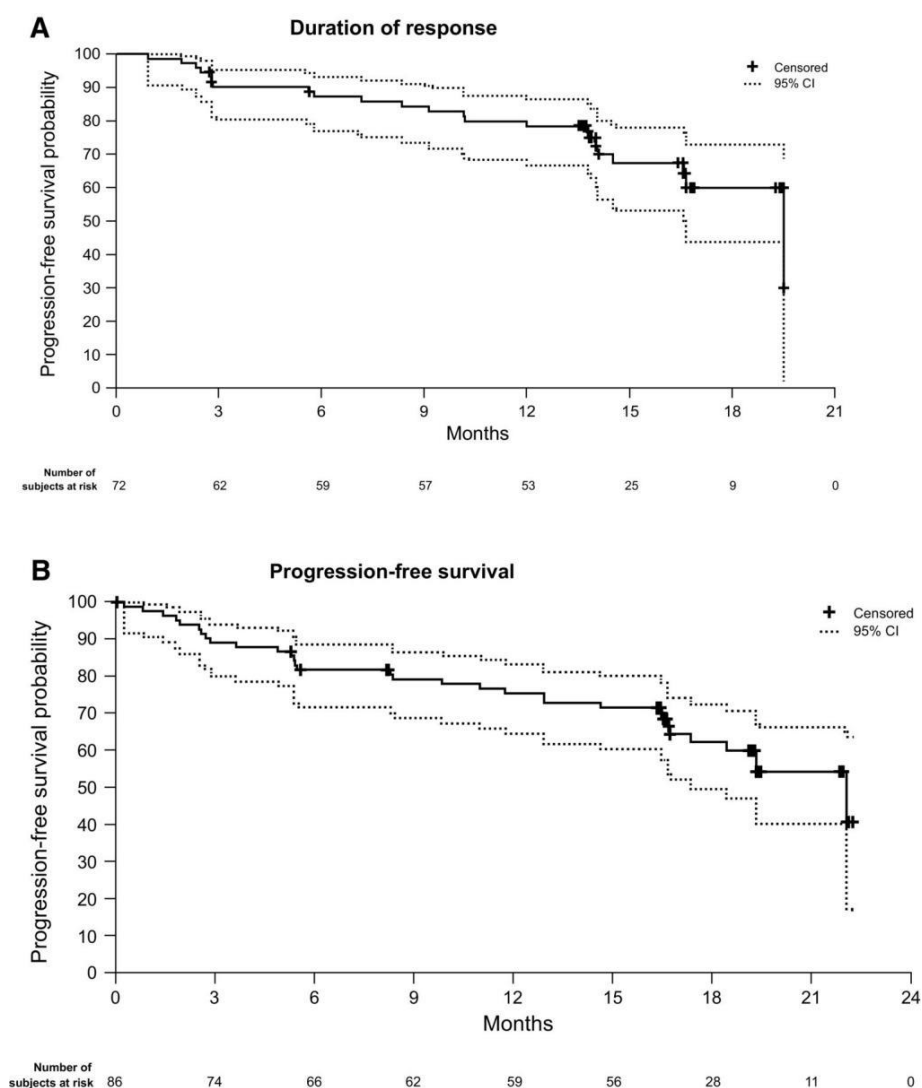 A
Duration of response
Progression-free survival probability
100
90
80
70
60
50
40
30
20
10
0
Censored
95% CI
0 3 6 9 12 15 18 21
Months
Number of
subjects at risk 72 62 59 57 53 25 9 0
B
Progression-free survival
Progression-free survival probability
100
90
80
70
60
50
40
30
20
10
0
Censored
95% CI
0 3 6 9 12 15 18 21 24
Months
Number of
subjects at risk 86 74 66 62 59 56 28 11 0